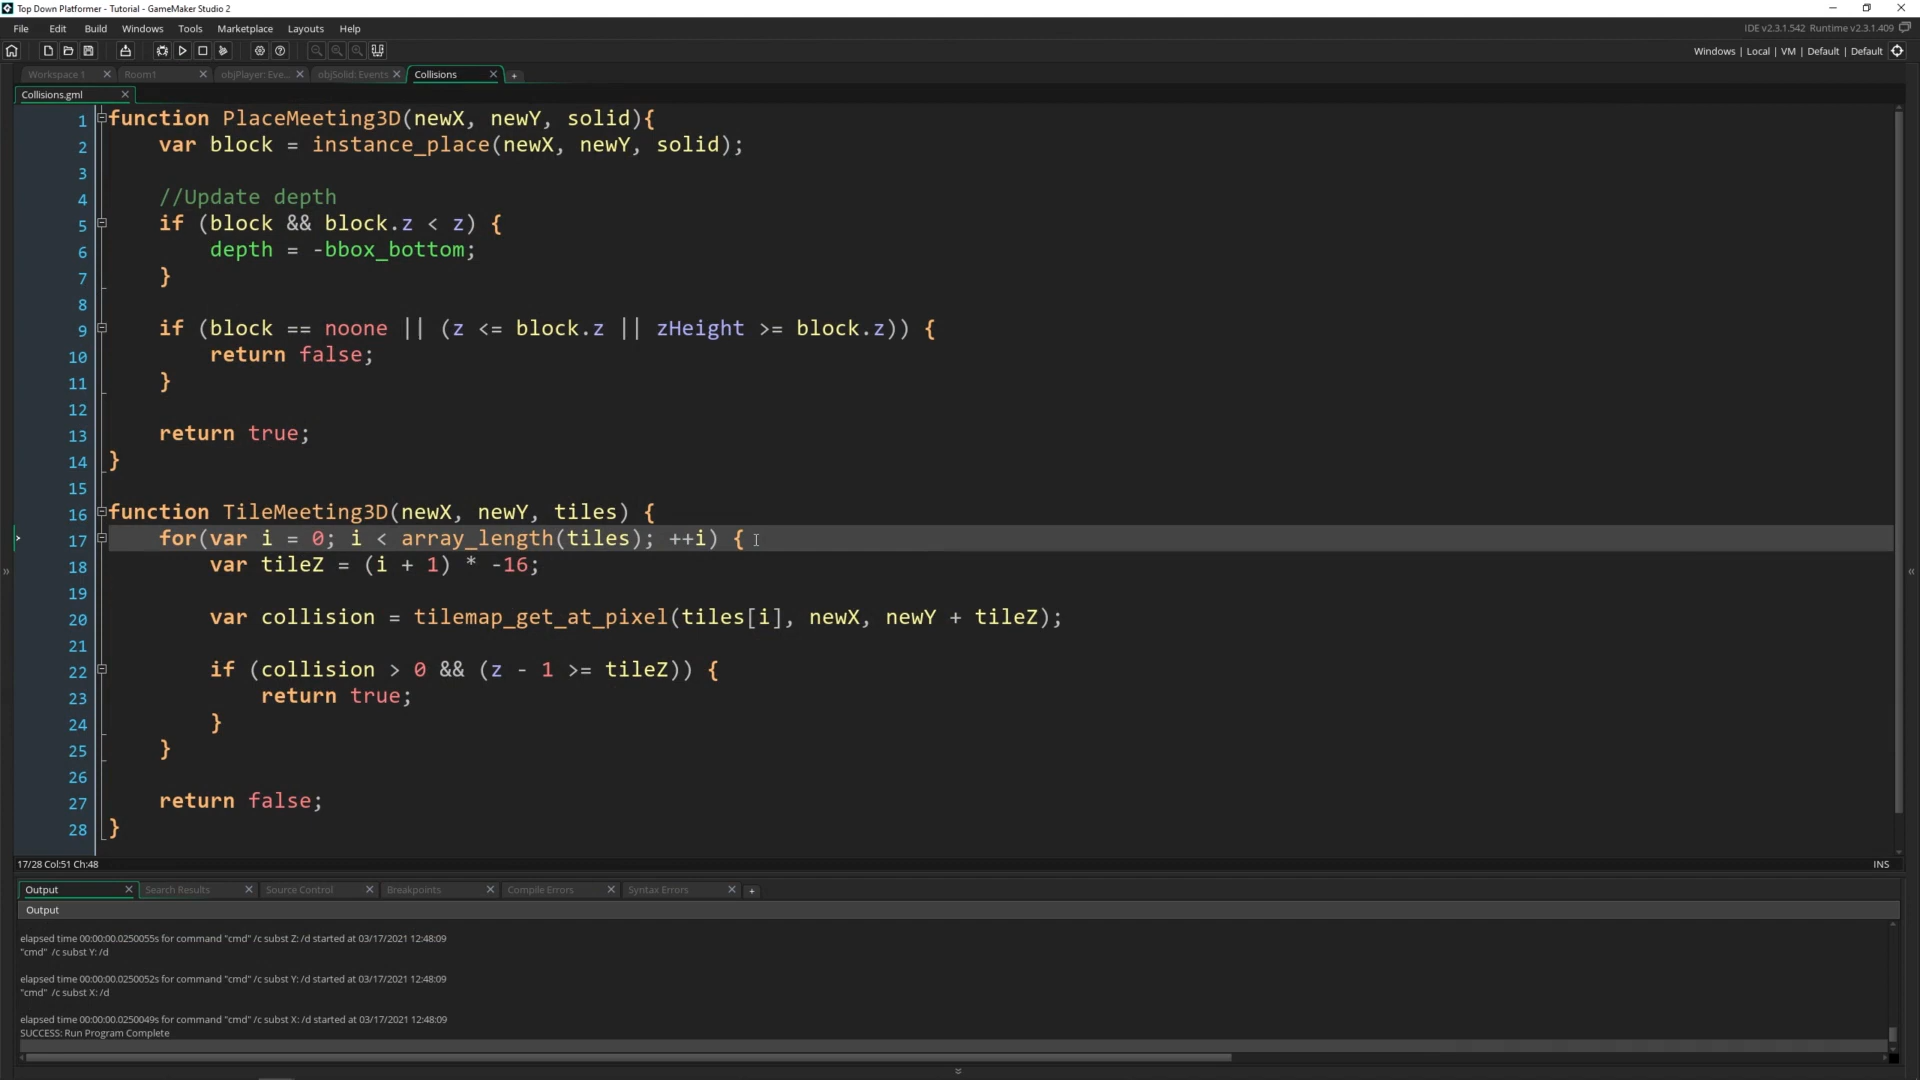 Top Down Platformer - Tutorial - GameMaker Studio 2
File Edit Build Windows Tools Marketplace Layouts Help
IDE v2.3.1.542 Runtime v2.3.1.409
Windows | Local | VM | Default | Default
Workspace 1 Room1 objPlayer: Eve... objSolid: Events Collisions
Collisions.gml
1 function PlaceMeeting3D(newX, newY, solid){
2 var block = instance_place(newX, newY, solid);
3
4 //Update depth
5 if (block && block.z < z) {
6 depth = -bbox_bottom;
7 }
8
9 if (block == noone || (z <= block.z || zHeight >= block.z)) {
10 return false;
11 }
12
13 return true;
14 }
15
16 function TileMeeting3D(newX, newY, tiles) {
17 for(var i = 0; i < array_length(tiles); ++i) {
18 var tileZ = (i + 1) * -16;
19
20 var collision = tilemap_get_at_pixel(tiles[i], newX, newY + tileZ);
21
22 if (collision > 0 && (z - 1 >= tileZ)) {
23 return true;
24 }
25 }
26
27 return false;
28 }
17/28 Col:51 Ch:48 INS
Output Search Results Source Control Breakpoints Compile Errors Syntax Errors
Output
elapsed time 00:00:00.0250055s for command "cmd" /c subst Z: /d started at 03/17/2021 12:48:09
"cmd" /c subst Y: /d
elapsed time 00:00:00.0250052s for command "cmd" /c subst Y: /d started at 03/17/2021 12:48:09
"cmd" /c subst X: /d
elapsed time 00:00:00.0250049s for command "cmd" /c subst X: /d started at 03/17/2021 12:48:09
SUCCESS: Run Program Complete